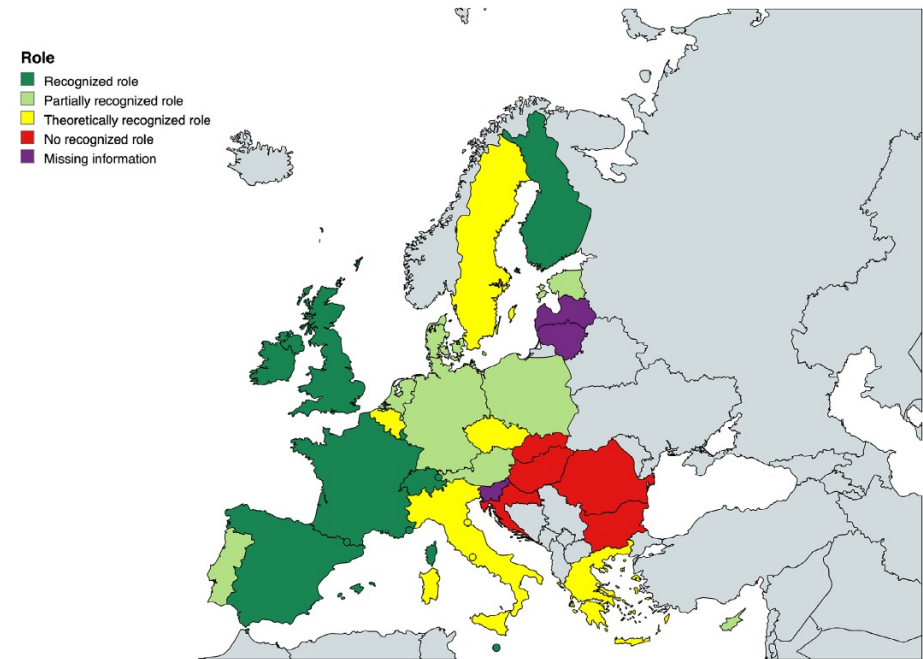 Role
Recognized role
Partially recognized role
Theoretically recognized role
No recognized role
Missing information